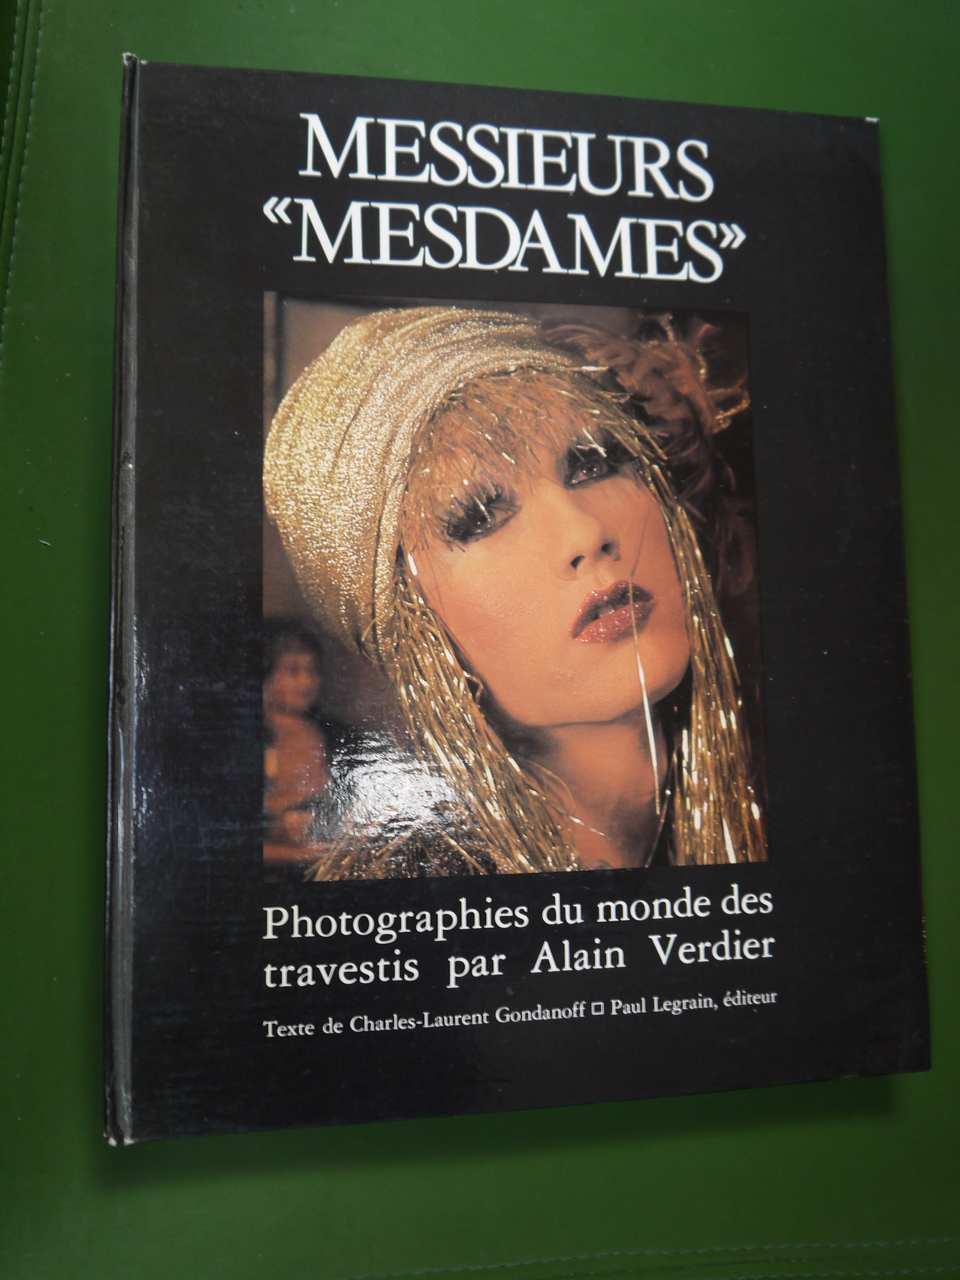 MESSIEURS
«MESDAMES»
Photographies du monde des
travestis par Alain Verdier
Texte de Charles-Laurent Gondanoff □ Paul Legrain, éditeur